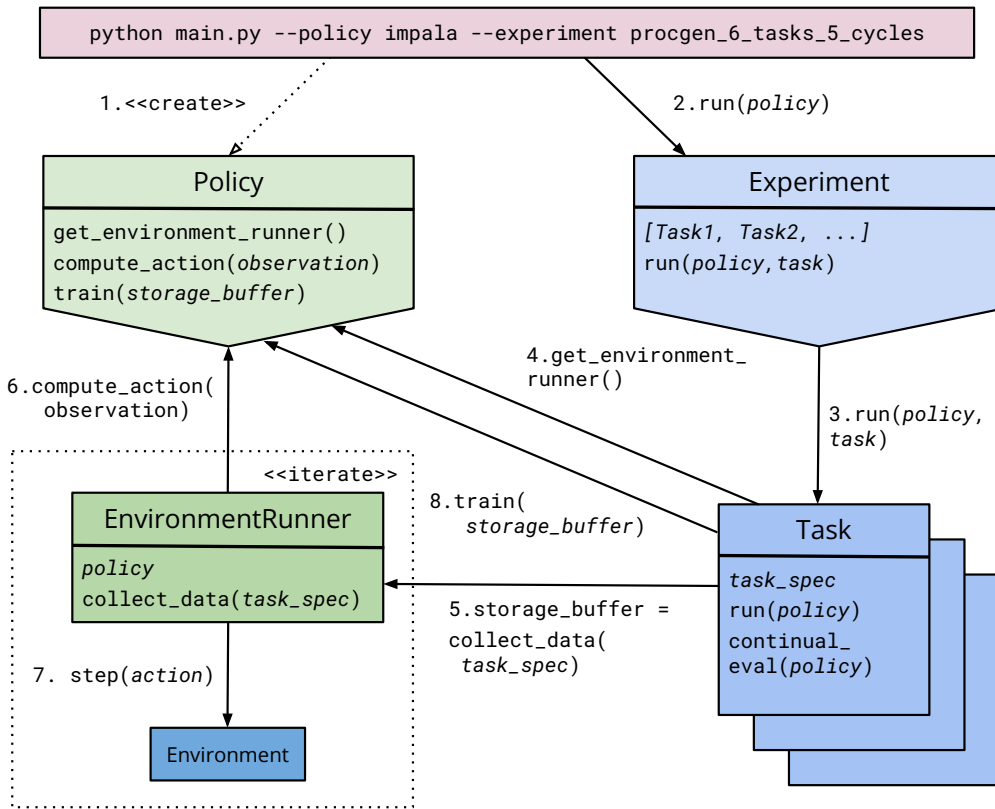 python main.py --policy impala --experiment procgen_6_tasks_5_cycles
1.<<create>>
2.run(policy)
Policy
get_environment_runner()
compute_action(observation)
train(storage_buffer)
Experiment
[Task1, Task2, ...]
run(policy,task)
4.get_environment_
runner()
6.compute_action(
observation)
3.run(policy,
task)
<<iterate>>
EnvironmentRunner
policy
collect_data(task_spec)
8.train(
storage_buffer)
Task
task_spec
run(policy)
continual_
eval(policy)
5.storage_buffer =
collect_data(
task_spec)
7. step(action)
Environment